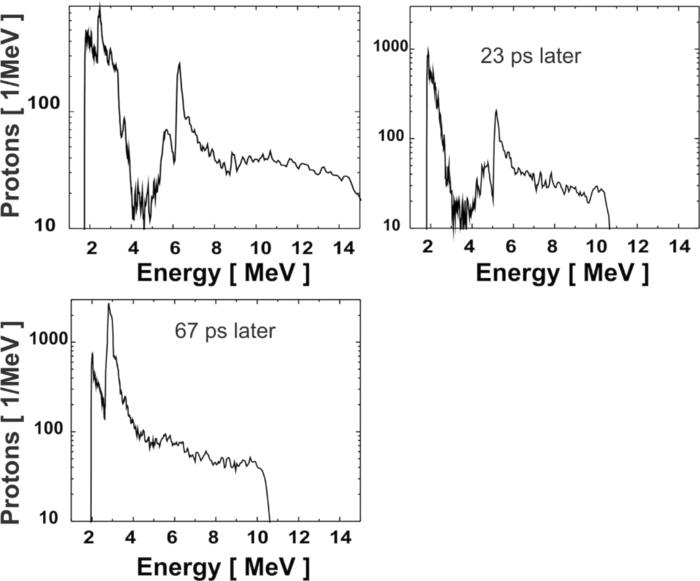 Protons [ 1/MeV]
100
10
2 4 6 8 10 12 14
Energy [ MeV ]
23 ps later
1000
100
10
2 4 6 8 10 12 14
Energy [ MeV ]
67 ps later
Protons [ 1/MeV ]
1000
100
10
2 4 6 8 10 12 14
Energy [ MeV ]